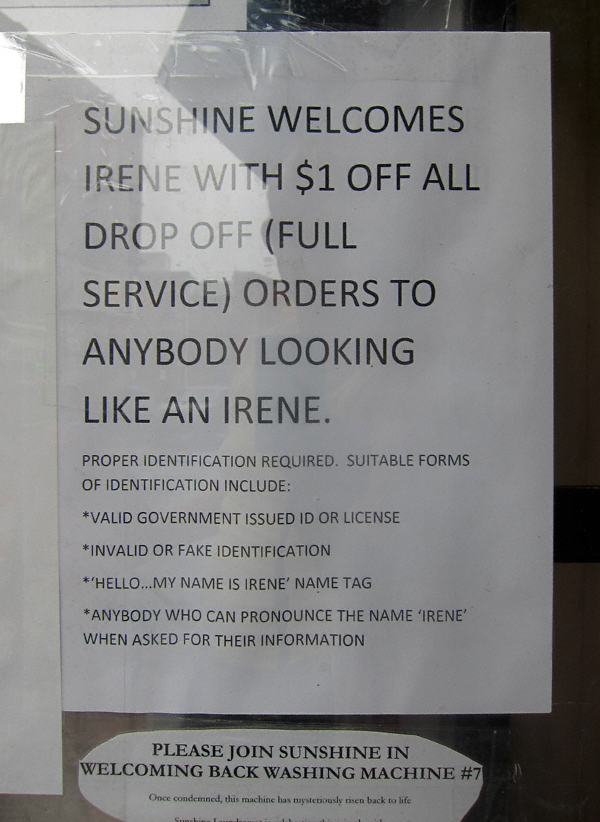 SUNSHINE WELCOMES
IRENE WITH $1 OFF ALL
DROP OFF (FULL
SERVICE) ORDERS TO
ANYBODY LOOKING
LIKE AN IRENE.
PROPER IDENTIFICATION REQUIRED. SUITABLE FORMS
OF IDENTIFICATION INCLUDE:
*VALID GOVERNMENT ISSUED ID OR LICENSE
*INVALID OR FAKE IDENTIFICATION
*'HELLO...MY NAME IS IRENE' NAME TAG
*ANYBODY WHO CAN PRONOUNCE THE NAME 'IRENE'
WHEN ASKED FOR THEIR INFORMATION
PLEASE JOIN SUNSHINE IN
WELCOMING BACK WASHING MACHINE #7
Once condemned, this machine has mysteriously risen back to life